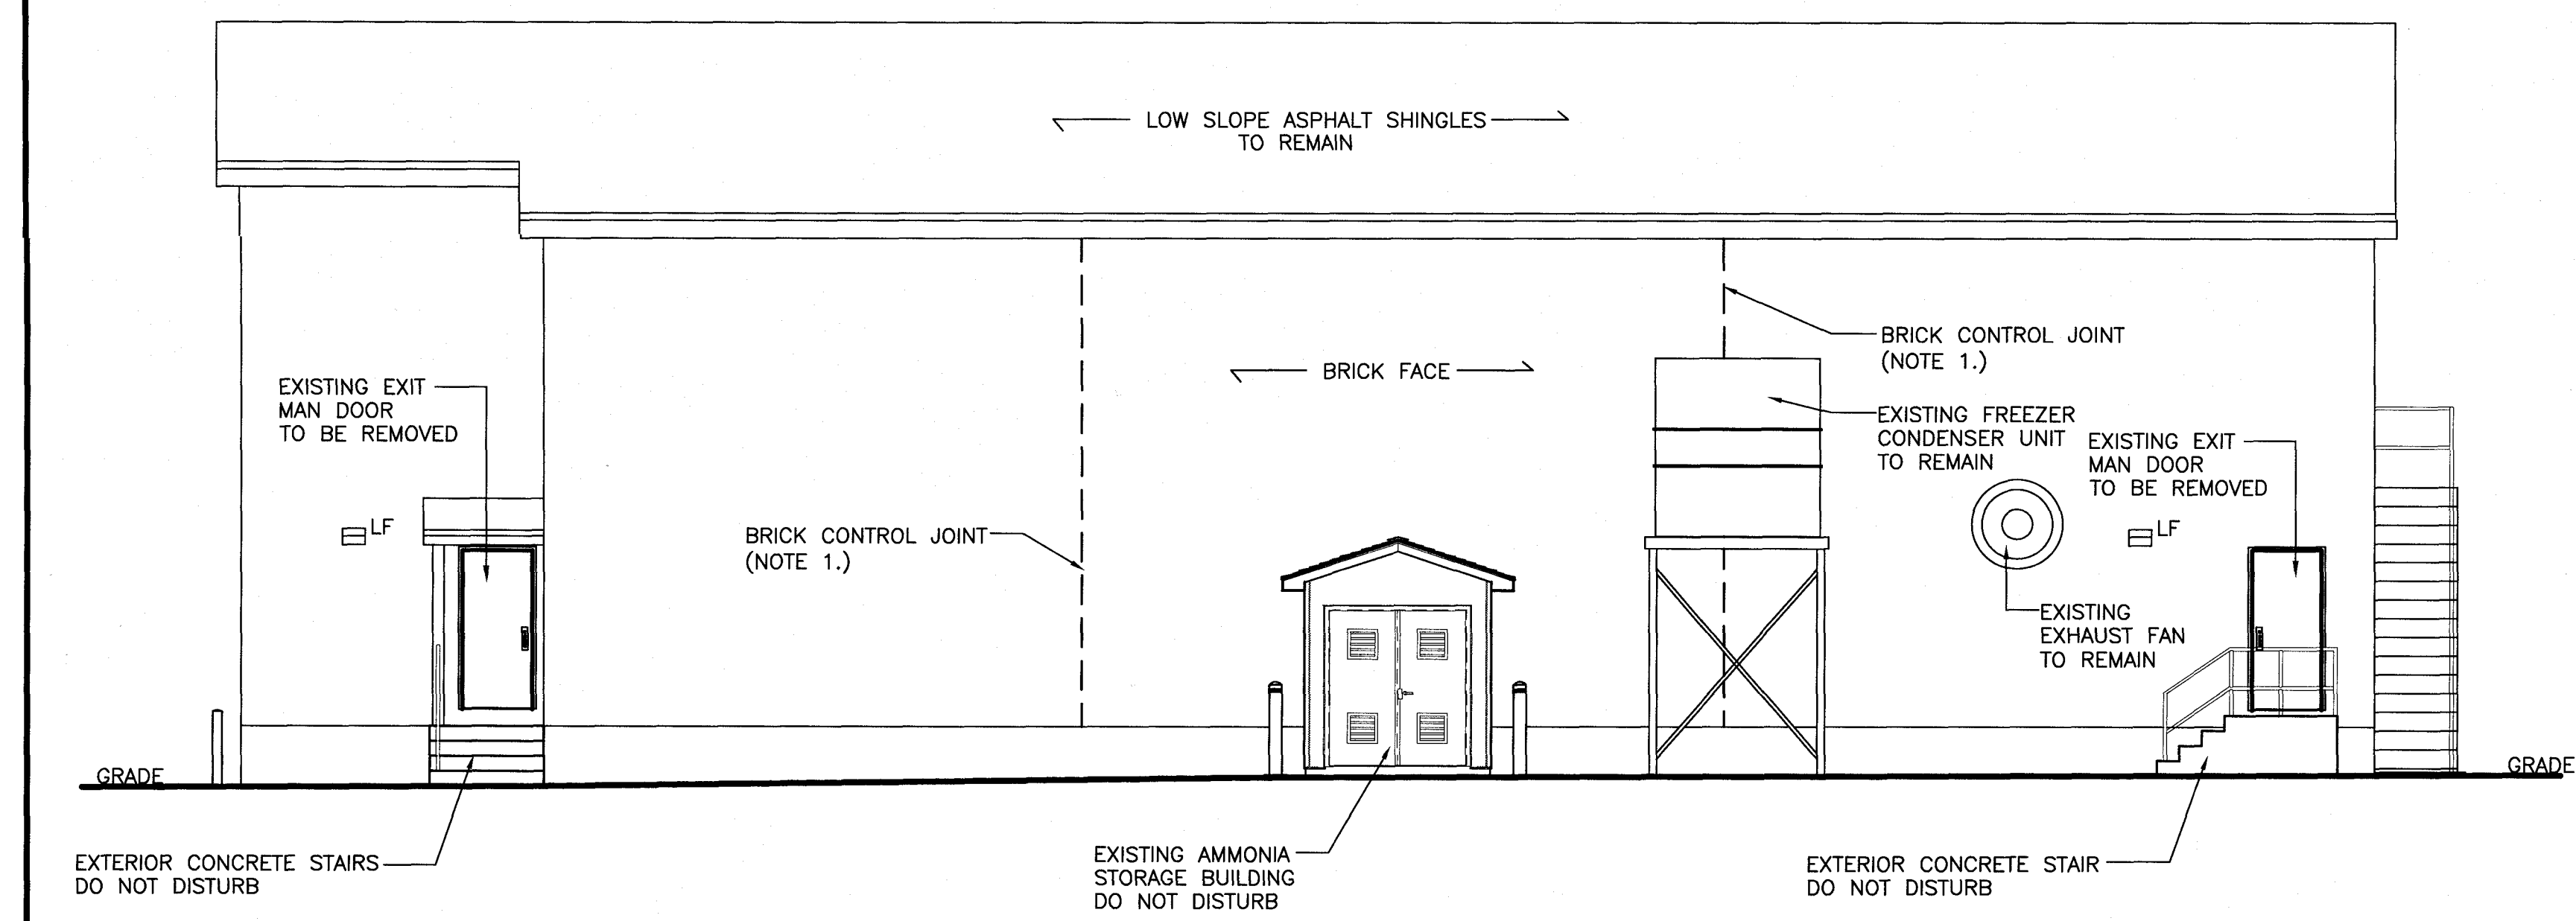 LOW SLOPE ASPHALT SHINGLES
TO REMAIN
BRICK CONTROL JOINT
(NOTE 1.)
BRICK FACE
EXISTING EXIT
MAN DOOR
TO BE REMOVED
EXISTING FREEZER
CONDENSER UNIT
TO REMAIN
EXISTING EXIT
MAN DOOR
TO BE REMOVED
LF
BRICK CONTROL JOINT
(NOTE 1.)
LF
EXISTING
EXHAUST FAN
TO REMAIN
GRADE
GRADE
EXTERIOR CONCRETE STAIRS
DO NOT DISTURB
EXISTING AMMONIA
STORAGE BUILDING
DO NOT DISTURB
EXTERIOR CONCRETE STAIR
DO NOT DISTURB